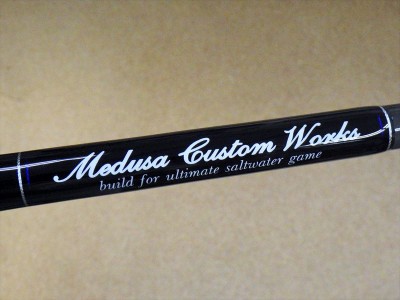 Medusa Custom Works
build for ultimate saltwater game